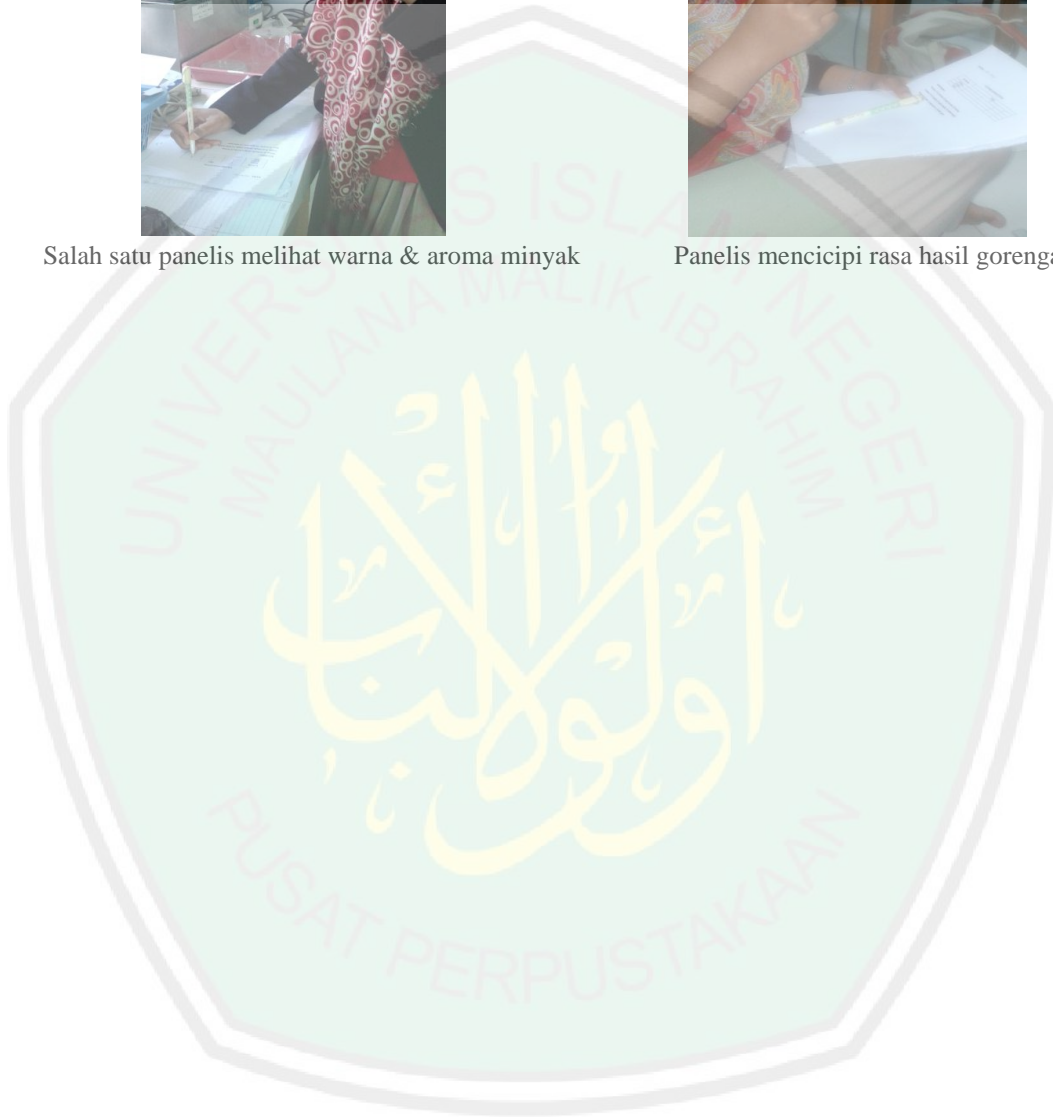 Salah satu panelis melihat warna & aroma minyak
Panelis mencicipi rasa hasil gorenga
UNIVERSITAS ISLAM NEGERI
MAULANA MALIK IBRAHIM
أولوا الألباب
PUSAT PERPUSTAKAAN